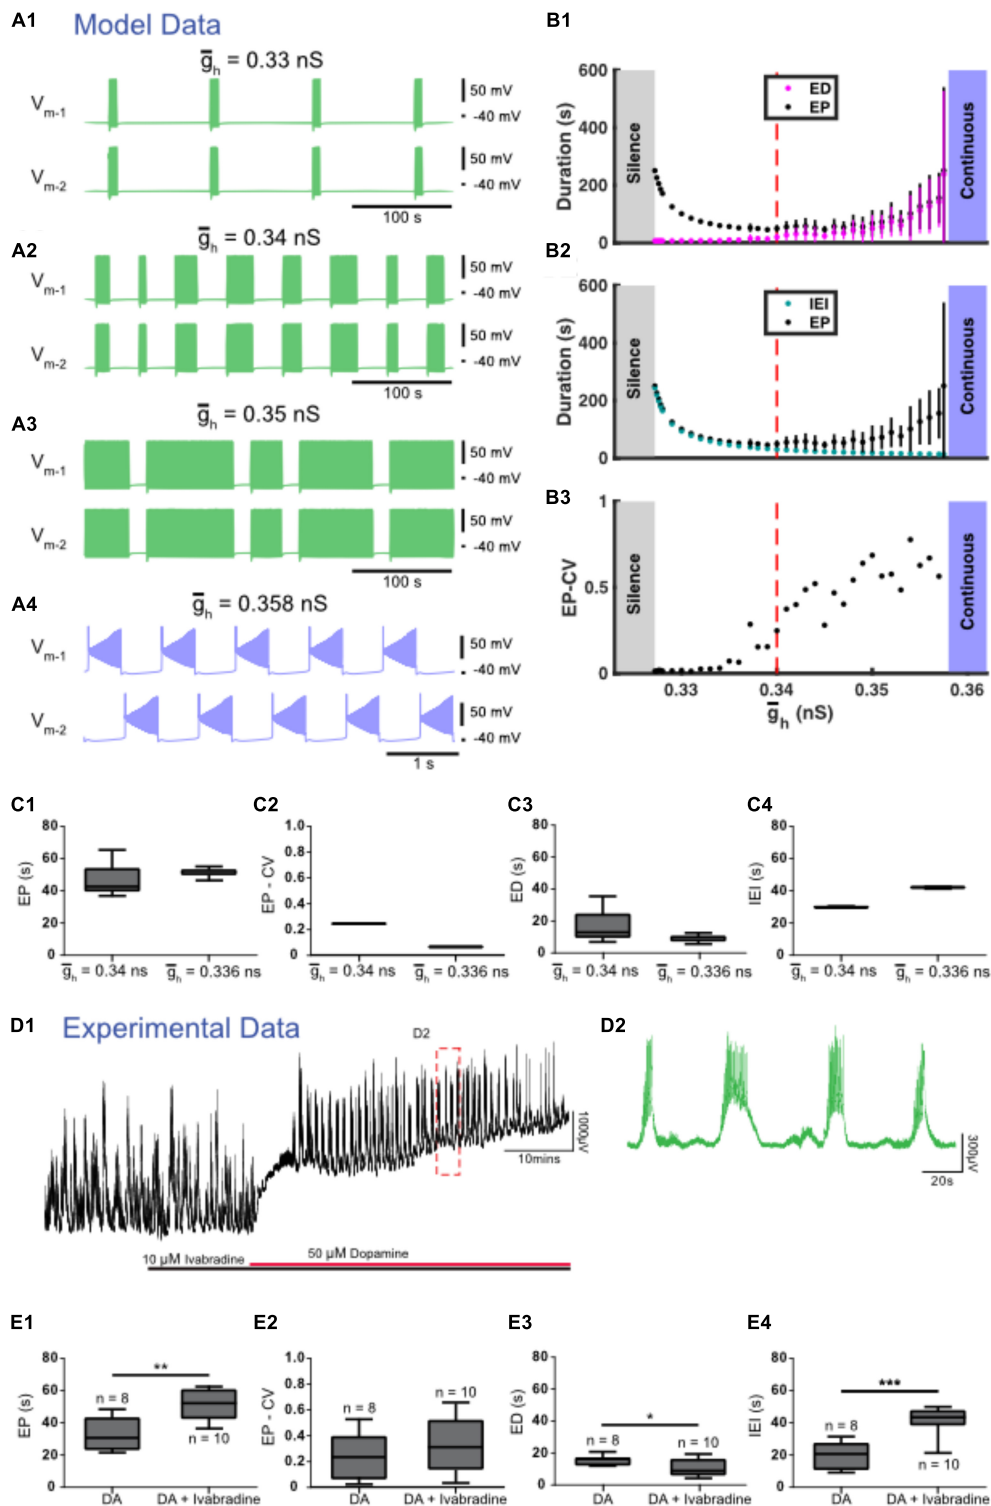 A1 Model Data
ḡh = 0.33 nS
Vm-1
50 mV
-40 mV
Vm-2
50 mV
-40 mV
100 s
A2
ḡh = 0.34 nS
Vm-1
50 mV
-40 mV
Vm-2
50 mV
-40 mV
100 s
A3
ḡh = 0.35 nS
Vm-1
50 mV
-40 mV
Vm-2
50 mV
-40 mV
100 s
A4
ḡh = 0.358 nS
Vm-1
50 mV
-40 mV
Vm-2
50 mV
-40 mV
1 s
B1
600
400
200
0
Duration (s)
Silence
ED
EP
Continuous
B2
600
400
200
0
Duration (s)
Silence
IEI
EP
Continuous
B3
1
0.5
0
EP-CV
Silence
Continuous
0.33 0.34 0.35 0.36
ḡh (nS)
C1
80
60
40
20
0
EP (s)
ḡh = 0.34 ns ḡh = 0.336 ns
C2
1.0
0.8
0.6
0.4
0.2
0
EP - CV
ḡh = 0.34 ns ḡh = 0.336 ns
C3
80
60
40
20
0
ED (s)
ḡh = 0.34 ns ḡh = 0.336 ns
C4
80
60
40
20
0
IEI (s)
ḡh = 0.34 ns ḡh = 0.336 ns
D1 Experimental Data
D2
1000µV
10mins
10 µM Ivabradine
50 µM Dopamine
D2
300µV
20s
E1
80
60
40
20
0
EP (s)
**
n = 8
n = 10
DA DA + Ivabradine
E2
1.0
0.8
0.6
0.4
0.2
0
EP - CV
n = 8
n = 10
DA DA + Ivabradine
E3
80
60
40
20
0
ED (s)
*
n = 8
n = 10
DA DA + Ivabradine
E4
80
60
40
20
0
IEI (s)
***
n = 8
n = 10
DA DA + Ivabradine